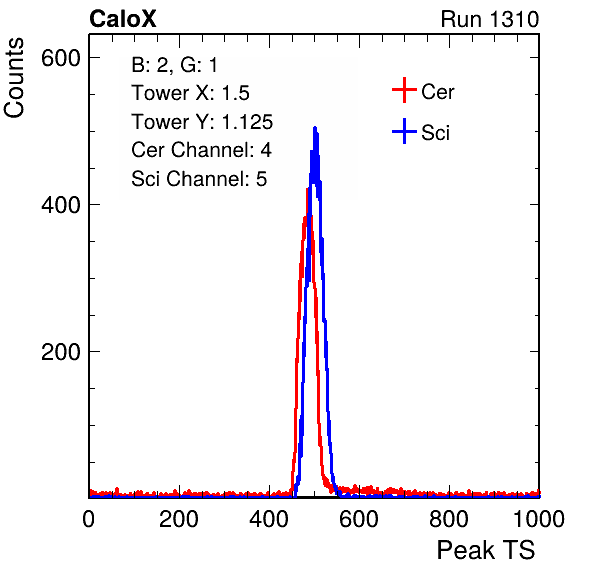 CaloX Run 1310
Counts
600
400
200
B: 2, G: 1
Tower X: 1.5
Tower Y: 1.125
Cer Channel: 4
Sci Channel: 5
Cer
Sci
0 200 400 600 800 1000
Peak TS